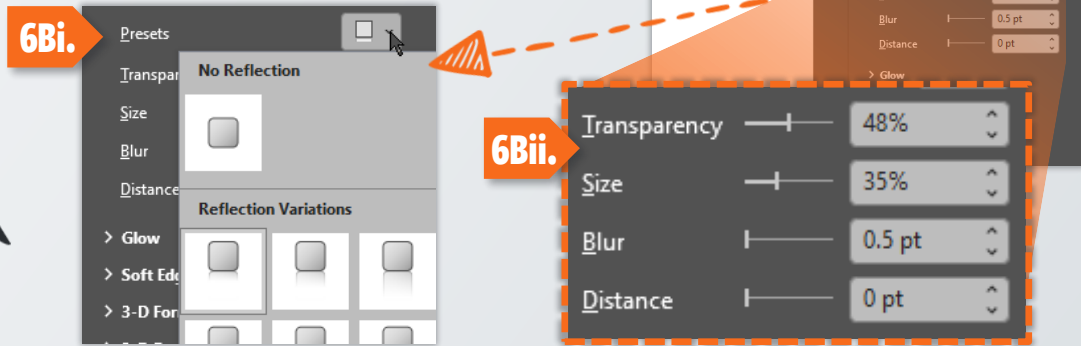 6Bi.
Presets
Transpar
No Reflection
Size
Blur
Distance
Reflection Variations
> Glow
> Soft Edg
> 3-D For
Blur 0.5 pt
Distance 0 pt
> Glow
6Bii.
Transparency 48%
Size 35%
Blur 0.5 pt
Distance 0 pt